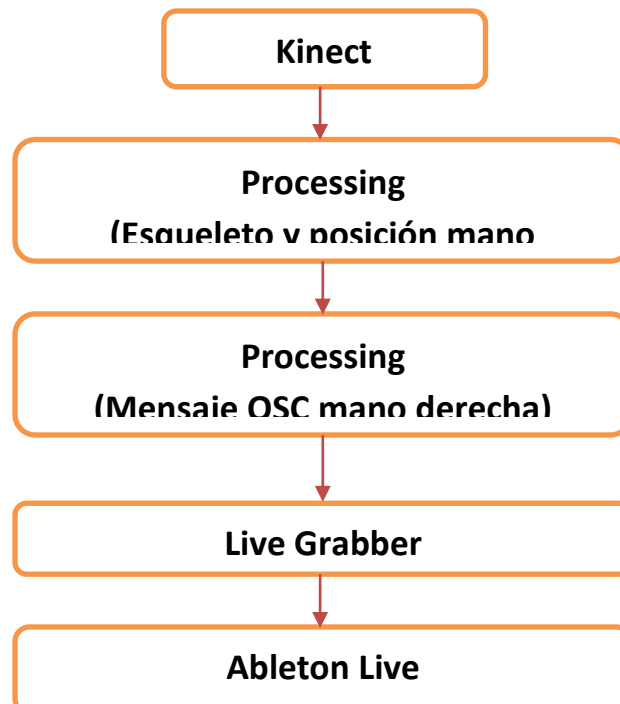 Kinect
Processing
(Esqueleto y posición mano
Processing
(Mensaje OSC mano derecha)
Live Grabber
Ableton Live